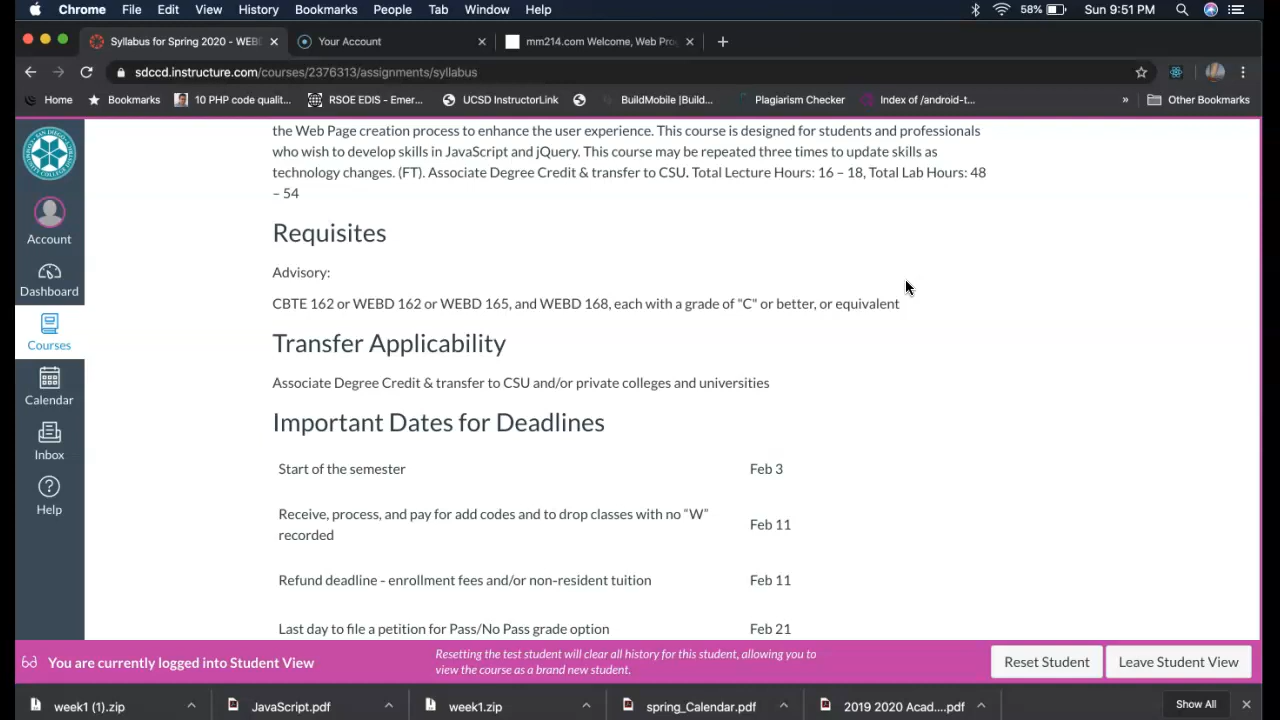 Chrome File Edit View History Bookmarks People Tab Window Help 58% Sun 9:51 PM
Syllabus for Spring 2020 - WEBD Your Account mm214.com Welcome, Web Pro
sdccd.instructure.com/courses/2376313/assignments/syllabus
Home Bookmarks 10 PHP code qualit... RSOE EDIS - Emer... UCSD InstructorLink BuildMobile |Build... Plagiarism Checker Index of /android-t... » Other Bookmarks
the Web Page creation process to enhance the user experience. This course is designed for students and professionals
who wish to develop skills in JavaScript and jQuery. This course may be repeated three times to update skills as
technology changes. (FT). Associate Degree Credit & transfer to CSU. Total Lecture Hours: 16 – 18, Total Lab Hours: 48
– 54
Account
Dashboard
Courses
Calendar
Inbox
Help
Requisites
Advisory:
CBTE 162 or WEBD 162 or WEBD 165, and WEBD 168, each with a grade of "C" or better, or equivalent
Transfer Applicability
Associate Degree Credit & transfer to CSU and/or private colleges and universities
Important Dates for Deadlines
Start of the semester Feb 3
Receive, process, and pay for add codes and to drop classes with no “W”
recorded Feb 11
Refund deadline - enrollment fees and/or non-resident tuition Feb 11
Last day to file a petition for Pass/No Pass grade option Feb 21
You are currently logged into Student View
Resetting the test student will clear all history for this student, allowing you to
view the course as a brand new student.
Reset Student Leave Student View
week1 (1).zip JavaScript.pdf week1.zip spring_Calendar.pdf 2019 2020 Acad....pdf Show All